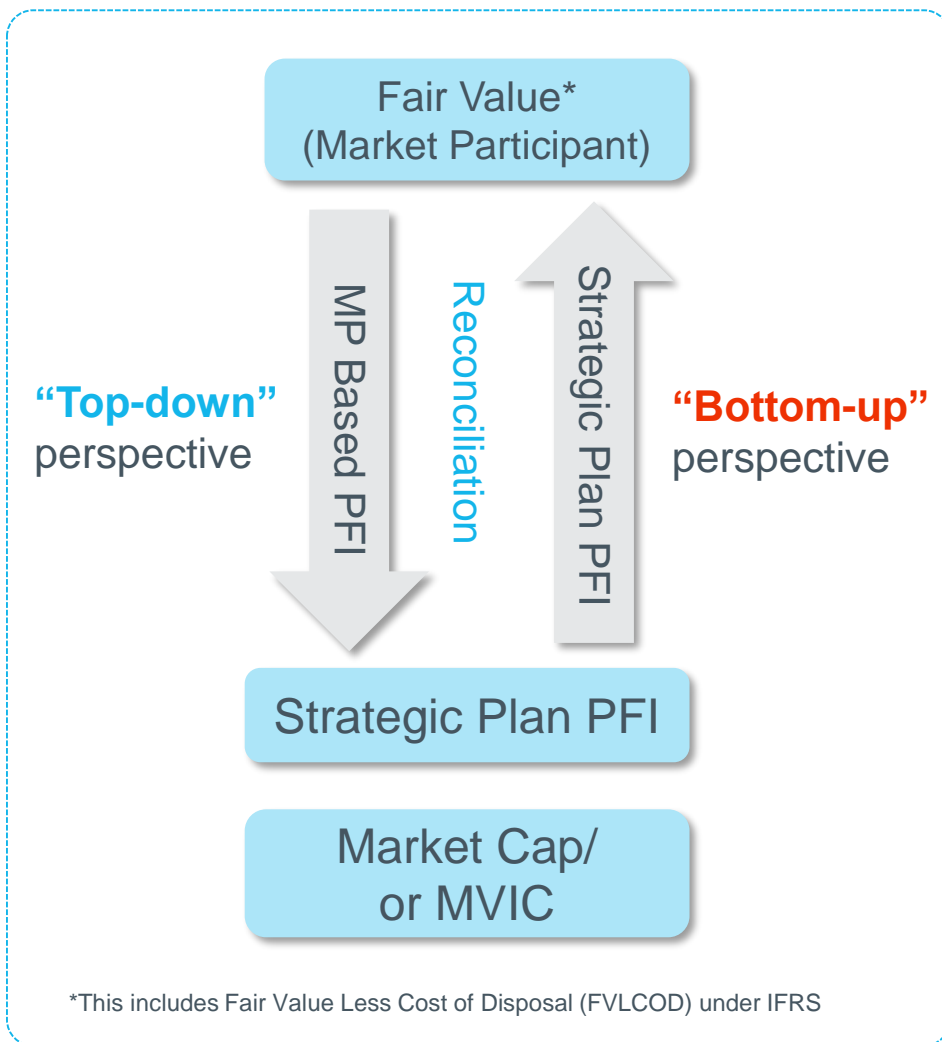 Fair Value*
(Market Participant)
“Top-down”
perspective
MP Based PFI
Reconciliation
Strategic Plan PFI
“Bottom-up”
perspective
Strategic Plan PFI
Market Cap/
or MVIC
*This includes Fair Value Less Cost of Disposal (FVLCOD) under IFRS